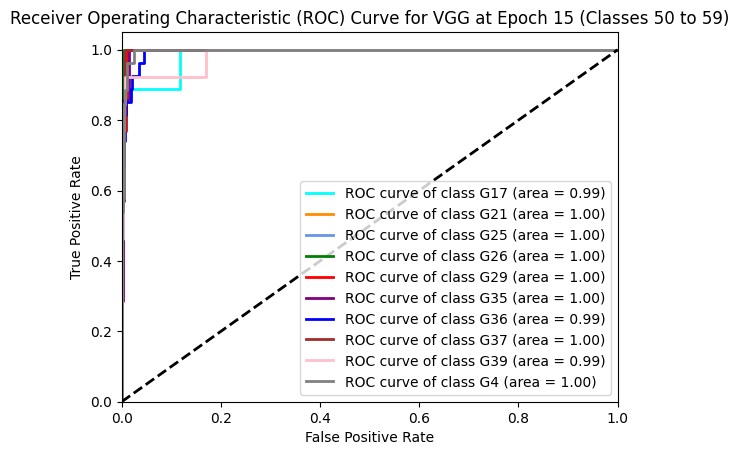 Receiver Operating Characteristic (ROC) Curve for VGG at Epoch 15 (Classes 50 to 59)
1.0
0.8
0.6
0.4
0.2
0.0
True Positive Rate
ROC curve of class G17 (area = 0.99)
ROC curve of class G21 (area = 1.00)
ROC curve of class G25 (area = 1.00)
ROC curve of class G26 (area = 1.00)
ROC curve of class G29 (area = 1.00)
ROC curve of class G35 (area = 1.00)
ROC curve of class G36 (area = 0.99)
ROC curve of class G37 (area = 1.00)
ROC curve of class G39 (area = 0.99)
ROC curve of class G4 (area = 1.00)
0.0 0.2 0.4 0.6 0.8 1.0
False Positive Rate